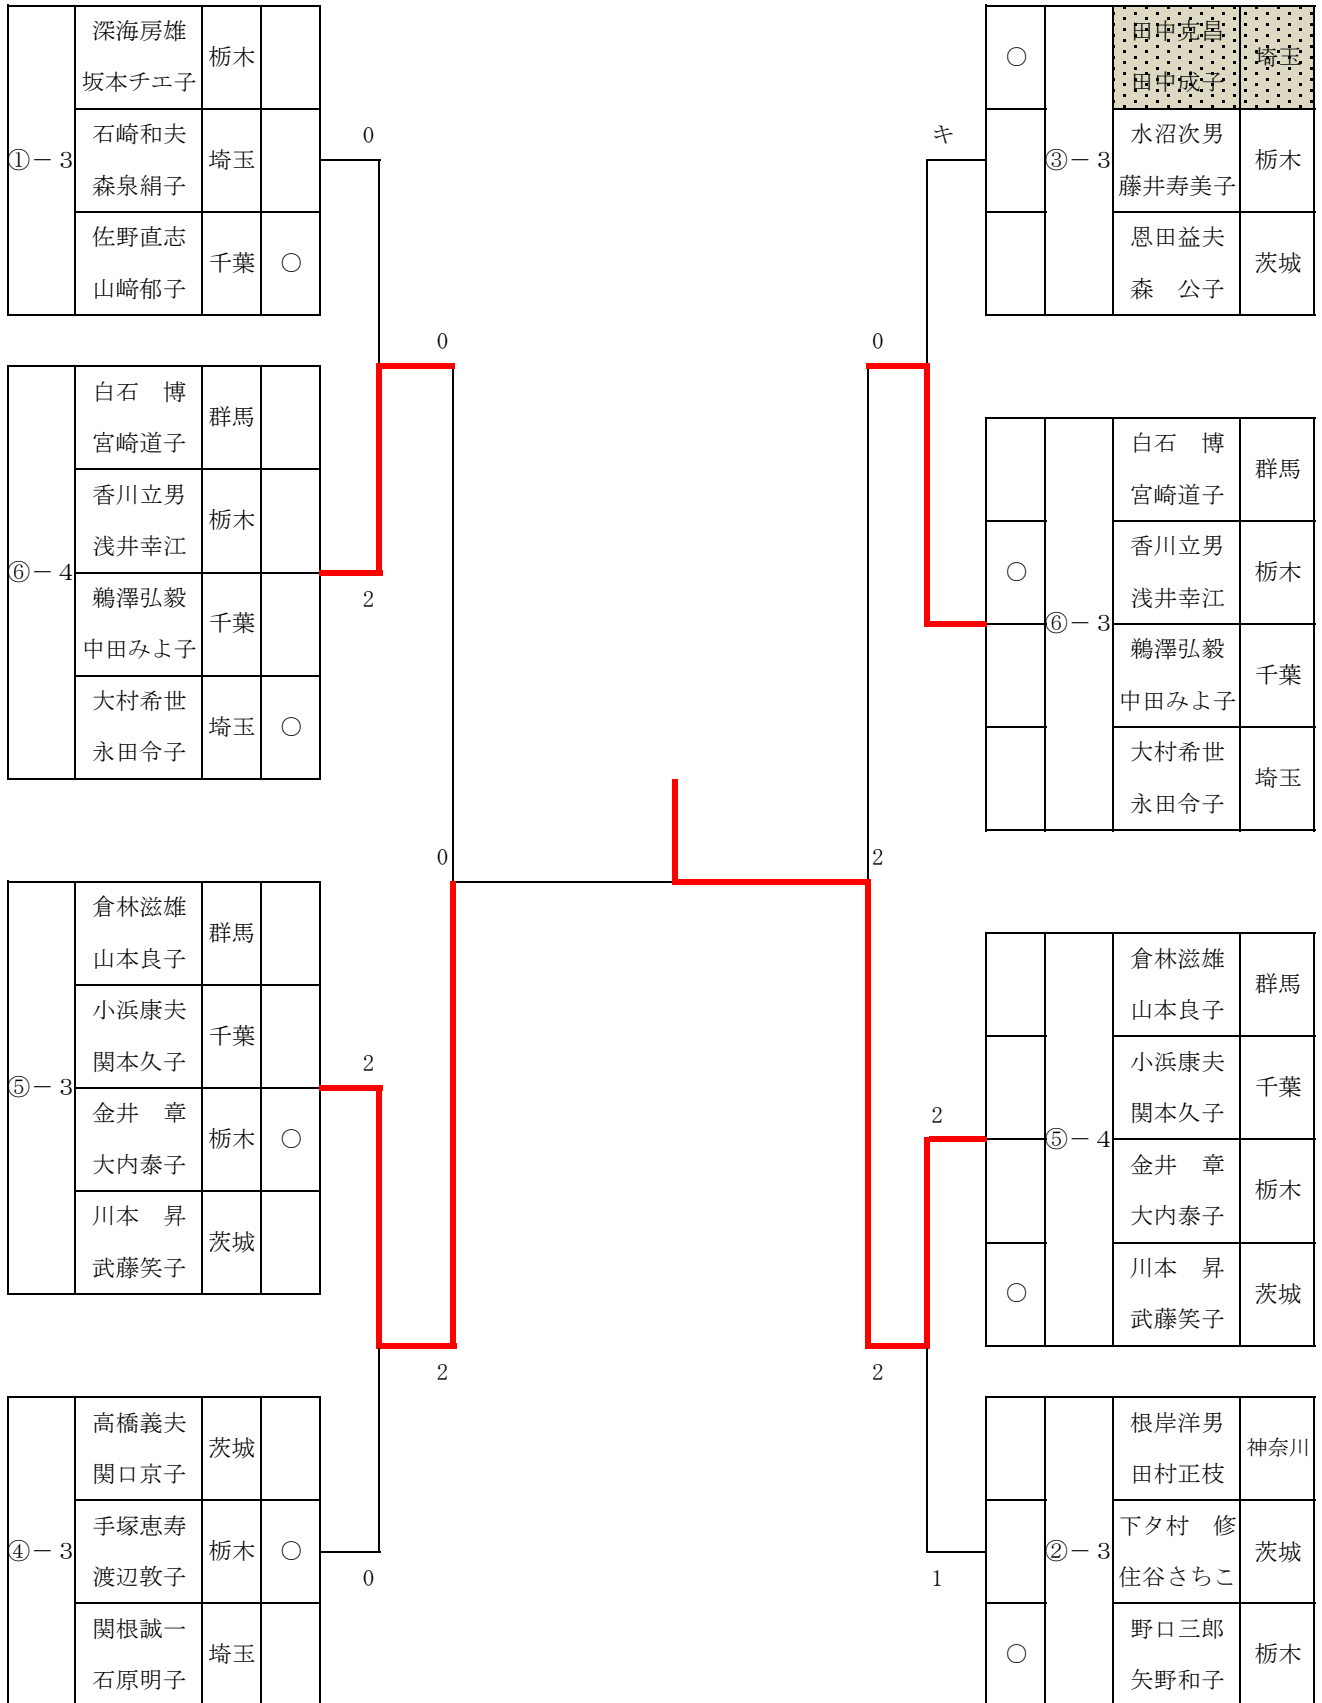 ①－３
深海房雄
坂本チエ子
栃木
石崎和夫
森泉絹子
埼玉
佐野直志
山﨑郁子
千葉
○
0
0
⑥－４
白石　博
宮崎道子
群馬
香川立男
浅井幸江
栃木
鵜澤弘毅
中田みよ子
千葉
大村希世
永田令子
埼玉
○
2
0
⑤－３
倉林滋雄
山本良子
群馬
小浜康夫
関本久子
千葉
金井　章
大内泰子
栃木
○
川本　昇
武藤笑子
茨城
2
2
④－３
高橋義夫
関口京子
茨城
手塚恵寿
渡辺敦子
栃木
○
関根誠一
石原明子
埼玉
0
○
③－３
田中克昌
田中成子
埼玉
水沼次男
藤井寿美子
栃木
恩田益夫
森　公子
茨城
キ
0
⑥－３
白石　博
宮崎道子
群馬
○
香川立男
浅井幸江
栃木
鵜澤弘毅
中田みよ子
千葉
大村希世
永田令子
埼玉
2
⑤－４
倉林滋雄
山本良子
群馬
小浜康夫
関本久子
千葉
金井　章
大内泰子
栃木
○
川本　昇
武藤笑子
茨城
2
2
②－３
根岸洋男
田村正枝
神奈川
下タ村　修
住谷さちこ
茨城
○
野口三郎
矢野和子
栃木
1